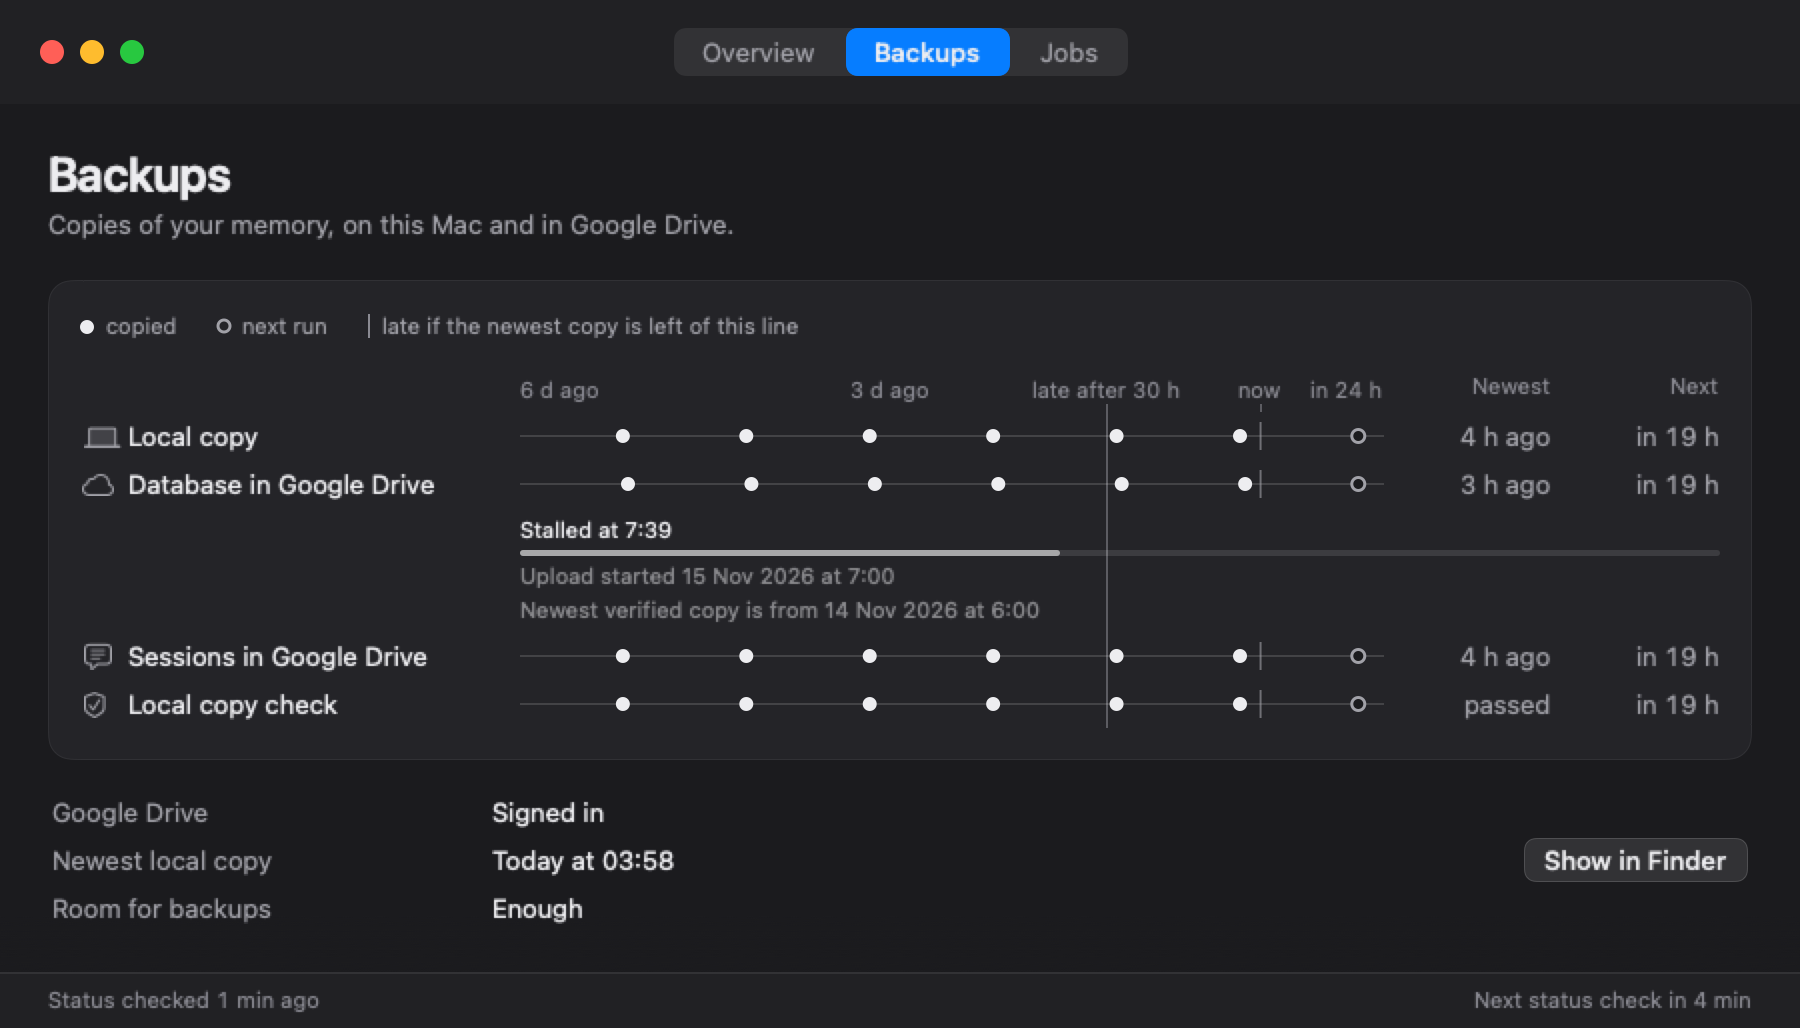 Overview Backups Jobs
Backups
Copies of your memory, on this Mac and in Google Drive.
copied next run late if the newest copy is left of this line
6 d ago 3 d ago late after 30 h now in 24 h Newest Next
Local copy 4 h ago in 19 h
Database in Google Drive 3 h ago in 19 h
Stalled at 7:39
Upload started 15 Nov 2026 at 7:00
Newest verified copy is from 14 Nov 2026 at 6:00
Sessions in Google Drive 4 h ago in 19 h
Local copy check passed in 19 h
Google Drive Signed in
Newest local copy Today at 03:58 Show in Finder
Room for backups Enough
Status checked 1 min ago Next status check in 4 min